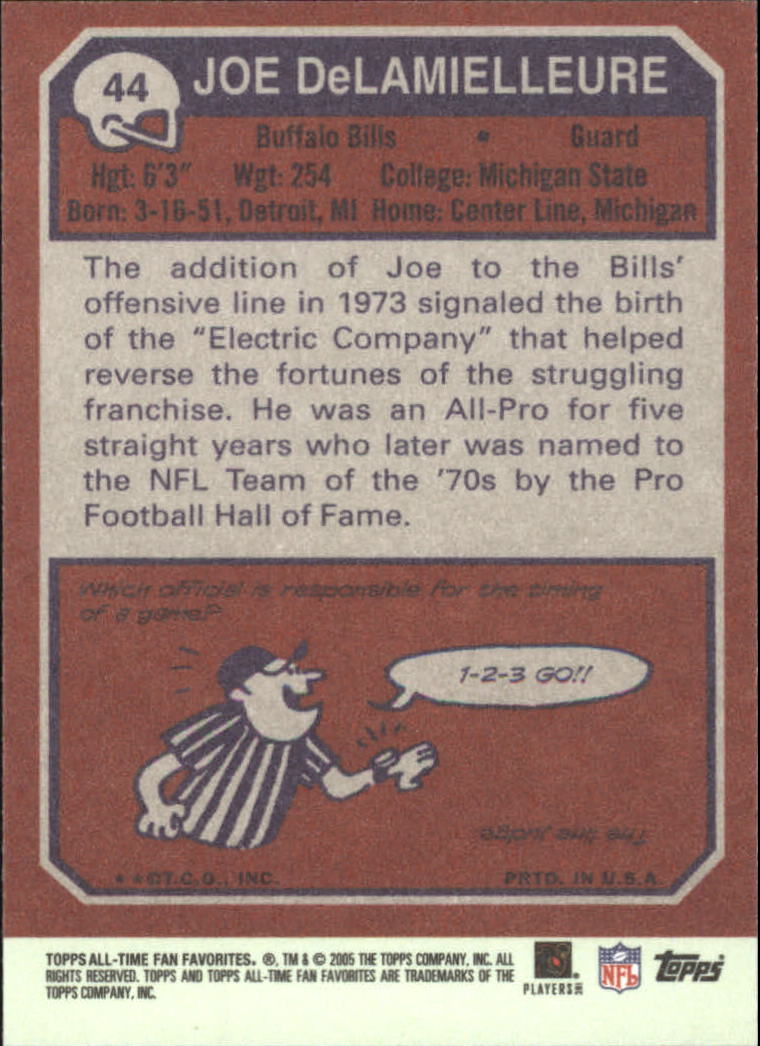 44
JOE DeLAMIELLEURE
Buffalo Bills • Guard
Hgt: 6'3" Wgt: 254 College: Michigan State
Born: 3-16-51, Detroit, MI Home: Center Line, Michigan
The addition of Joe to the Bills'
offensive line in 1973 signaled the birth
of the "Electric Company" that helped
reverse the fortunes of the struggling
franchise. He was an All-Pro for five
straight years who later was named to
the NFL Team of the '70s by the Pro
Football Hall of Fame.
Which official is responsible for the timing
of a game?
1-2-3 GO!!
The line judge
* *©T.C.G., INC. PRTD. IN U.S.A.
TOPPS ALL-TIME FAN FAVORITES. ®, TM & © 2005 THE TOPPS COMPANY, INC. ALL
RIGHTS RESERVED. TOPPS AND TOPPS ALL-TIME FAN FAVORITES ARE TRADEMARKS OF THE
TOPPS COMPANY, INC.
PLAYERS INC
NFL
TOPPS